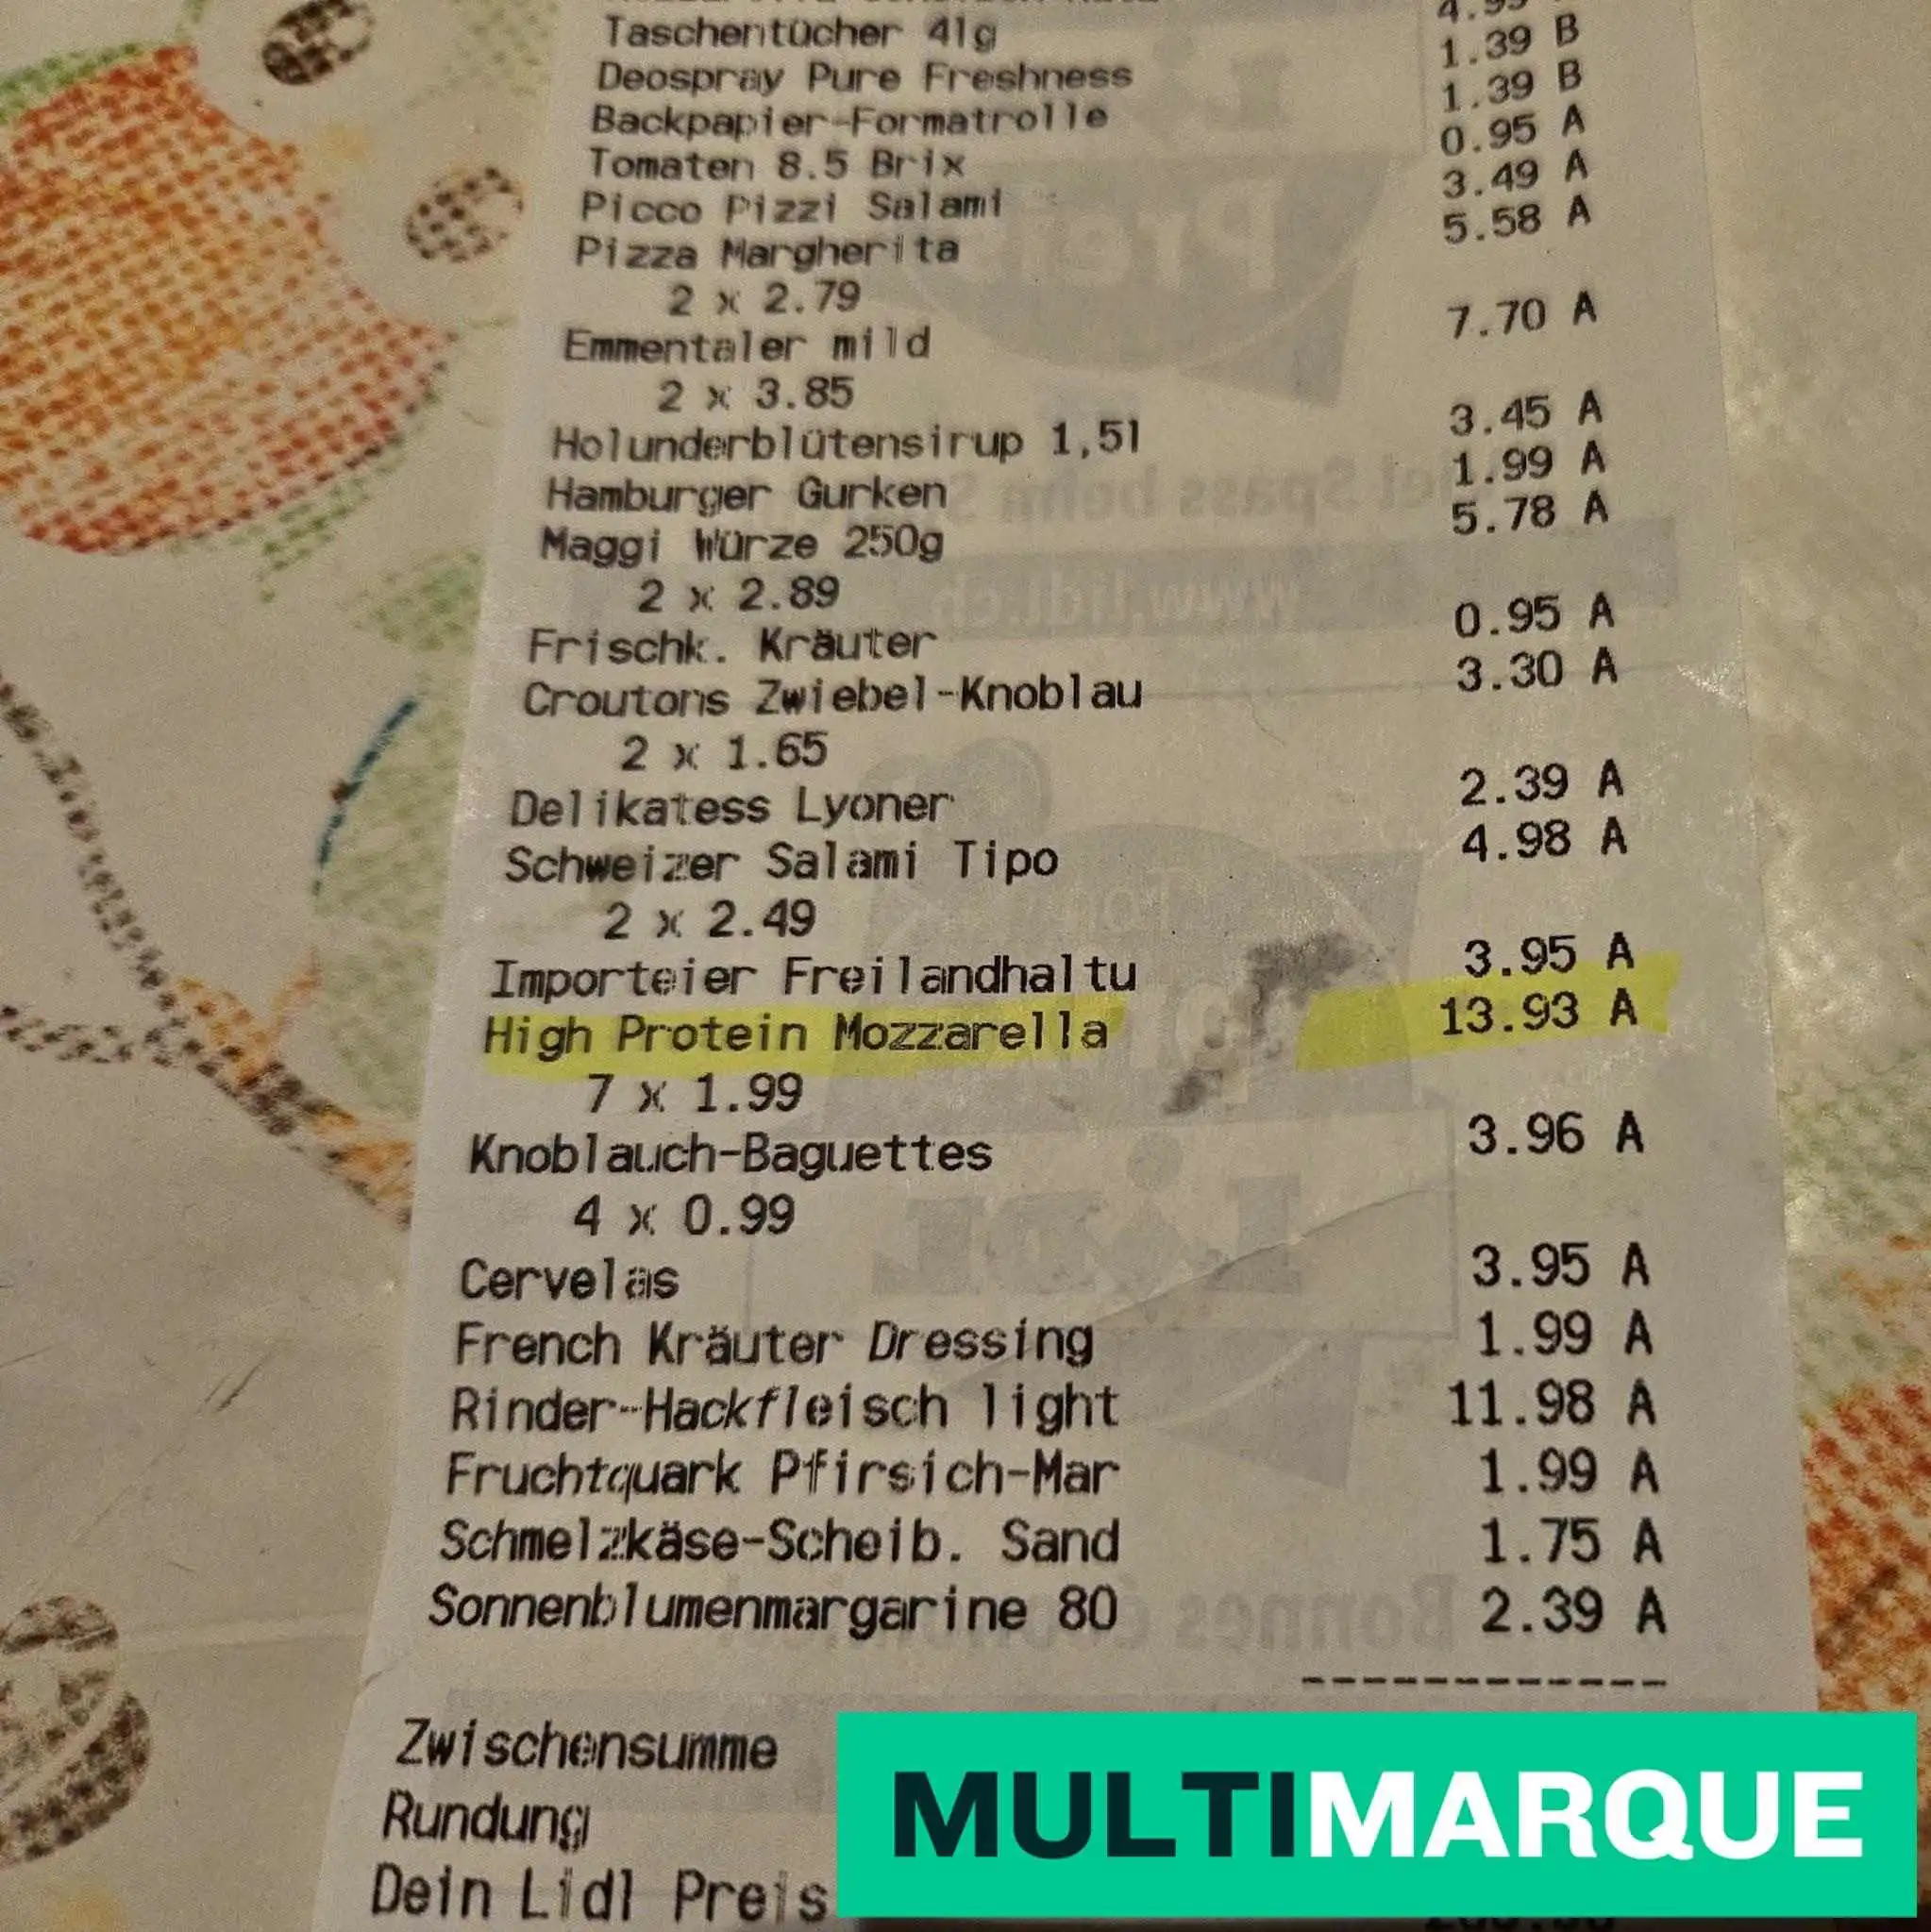 Taschentücher 41g 4.99
Deospray Pure Freshness 1.39 B
Backpapier-Formatrolle 1.39 B
Tomaten 8.5 Brix 0.95 A
Picco Pizzi Salami 3.49 A
Pizza Margherita 5.58 A
2 x 2.79
Emmentaler mild 7.70 A
2 x 3.85
Holunderblütensirup 1,5l 3.45 A
Hamburger Gurken 1.99 A
Maggi Würze 250g 5.78 A
2 x 2.89
Frischk. Kräuter 0.95 A
Croutons Zwiebel-Knoblau 3.30 A
2 x 1.65
Delikatess Lyoner 2.39 A
Schweizer Salami Tipo 4.98 A
2 x 2.49
Importeier Freilandhaltu 3.95 A
High Protein Mozzarella 13.93 A
7 x 1.99
Knoblauch-Baguettes 3.96 A
4 x 0.99
Cervelas 3.95 A
French Kräuter Dressing 1.99 A
Rinder-Hackfleisch light 11.98 A
Fruchtquark Pfirsich-Mar 1.99 A
Schmelzkäse-Scheib. Sand 1.75 A
Sonnenblumenmargarine 80 2.39 A
------------
Zwischensumme
Rundung
Dein Lidl Preis
MULTIMARQUE